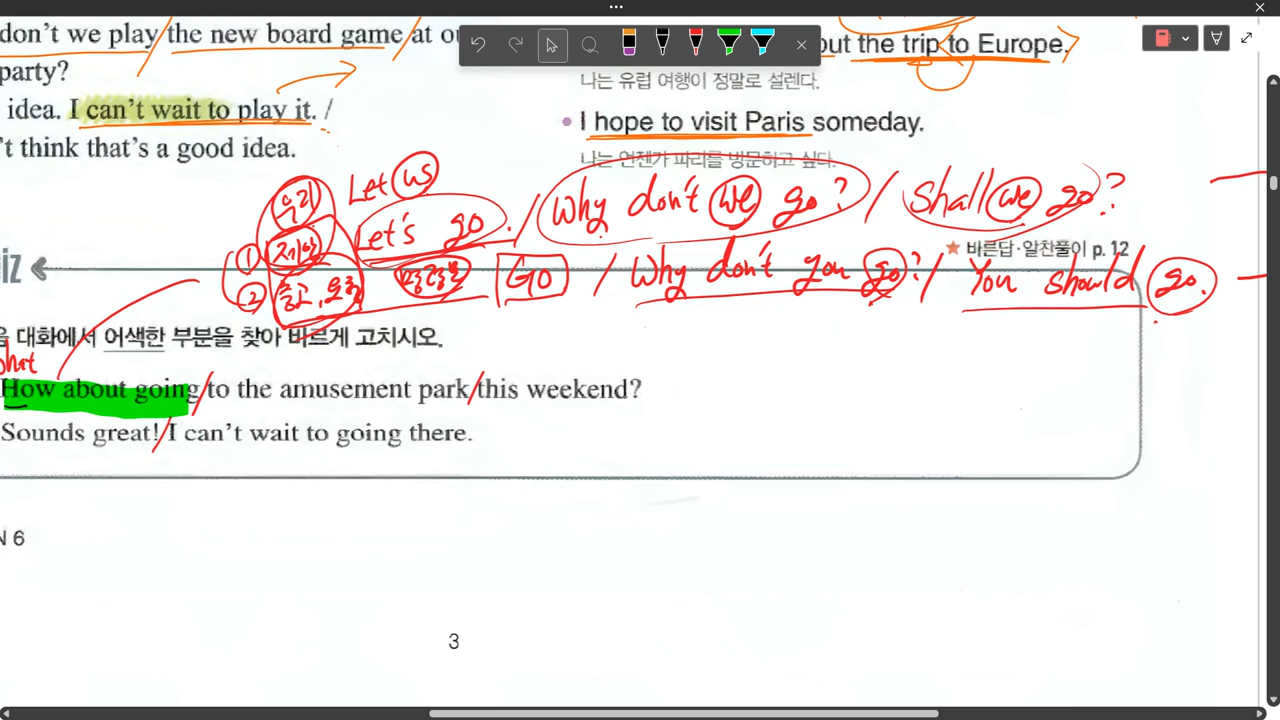 don't we play/the new board game/at ou
party?
idea. I can't wait to play it. /
't think that's a good idea.
out the trip to Europe.
나는 유럽 여행이 정말로 설렌다.
• I hope to visit Paris someday.
나는 언젠가 파리를 방문하고 싶다.
우리 Let us
① 제안 Let's go. / Why don't we go? / Shall we go?
② 충고, 요청 명령문 GO / Why don't you go? / You should go.
★ 바른답·알찬풀이 p. 12
iz
음 대화에서 어색한 부분을 찾아 바르게 고치시오.
What
How about going/to the amusement park/this weekend?
Sounds great!/I can't wait to going there.
N 6
3